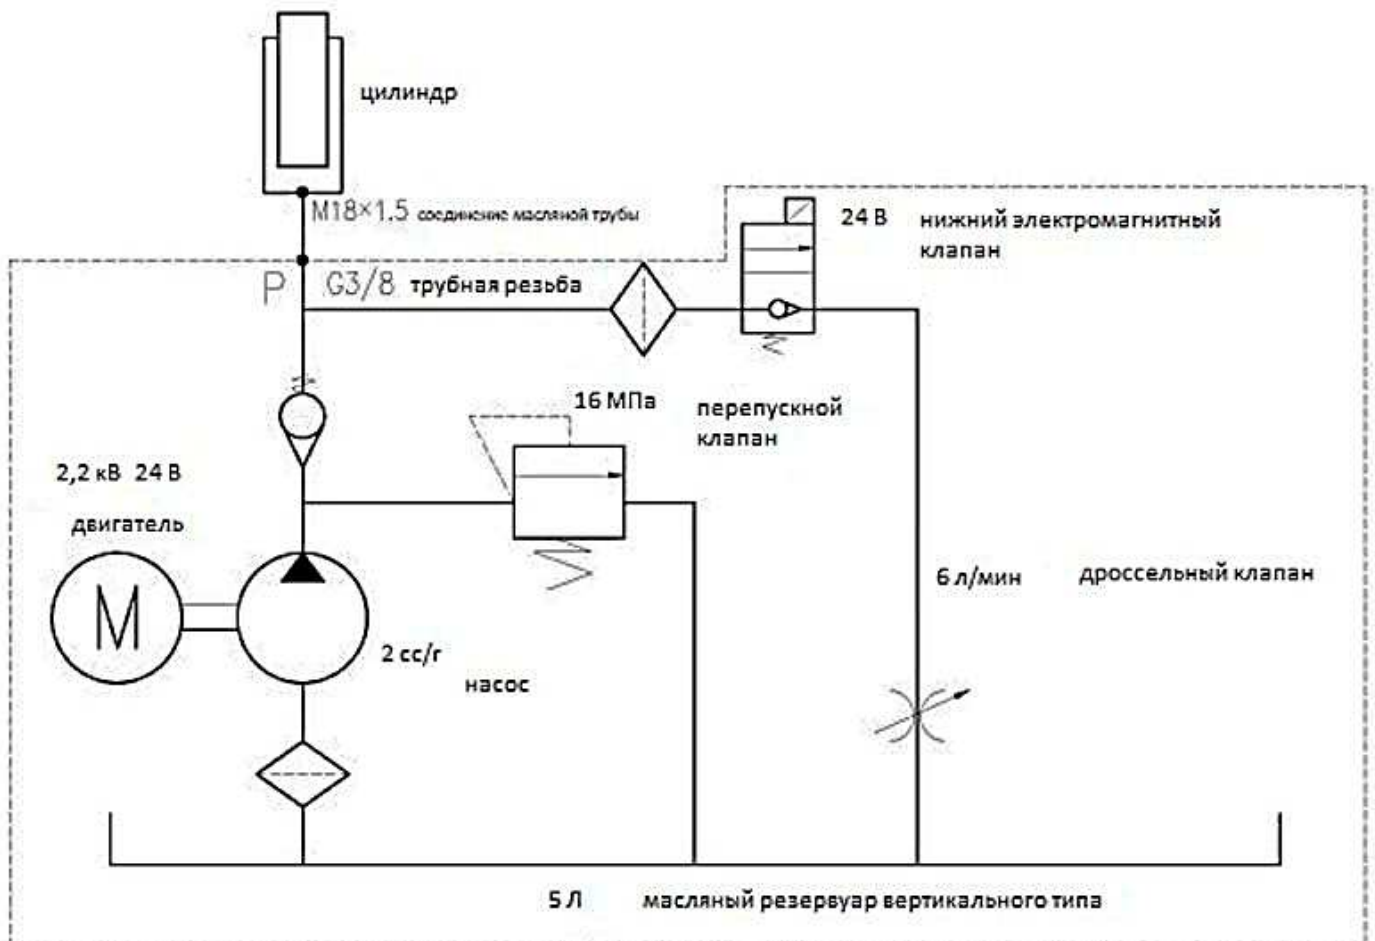 цилиндр
M18×1.5 соединение масляной трубы
24 В
нижний электромагнитный
клапан
P
G3/8 трубная резьба
16 МПа
перепускной
клапан
2,2 кВ 24 В
двигатель
M
2 сс/г
насос
6 л/мин
дроссельный клапан
5 Л
масляный резервуар вертикального типа